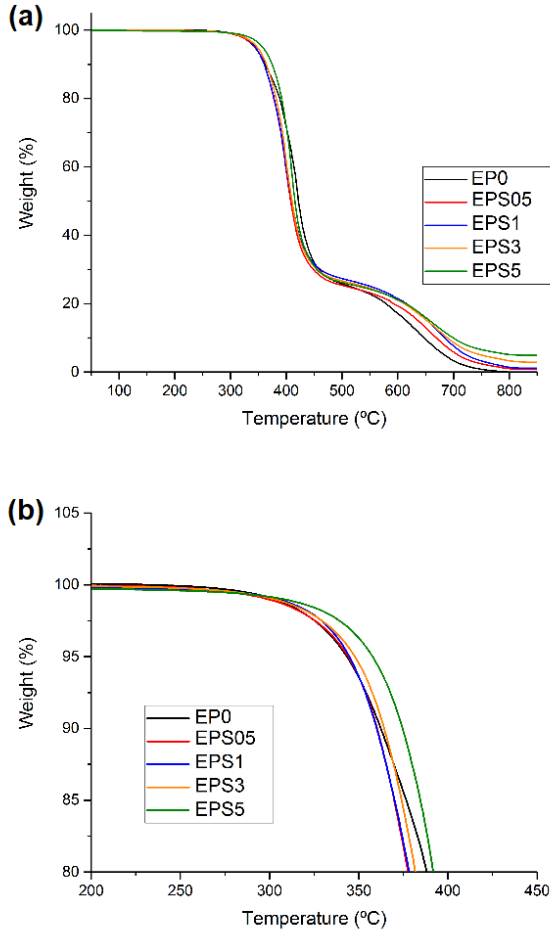 (a)
100
80
60
40
20
0
Weight (%)
EP0
EPS05
EPS1
EPS3
EPS5
100 200 300 400 500 600 700 800
Temperature (ºC)
(b)
105
100
95
90
85
80
Weight (%)
EP0
EPS05
EPS1
EPS3
EPS5
200 250 300 350 400 450
Temperature (ºC)